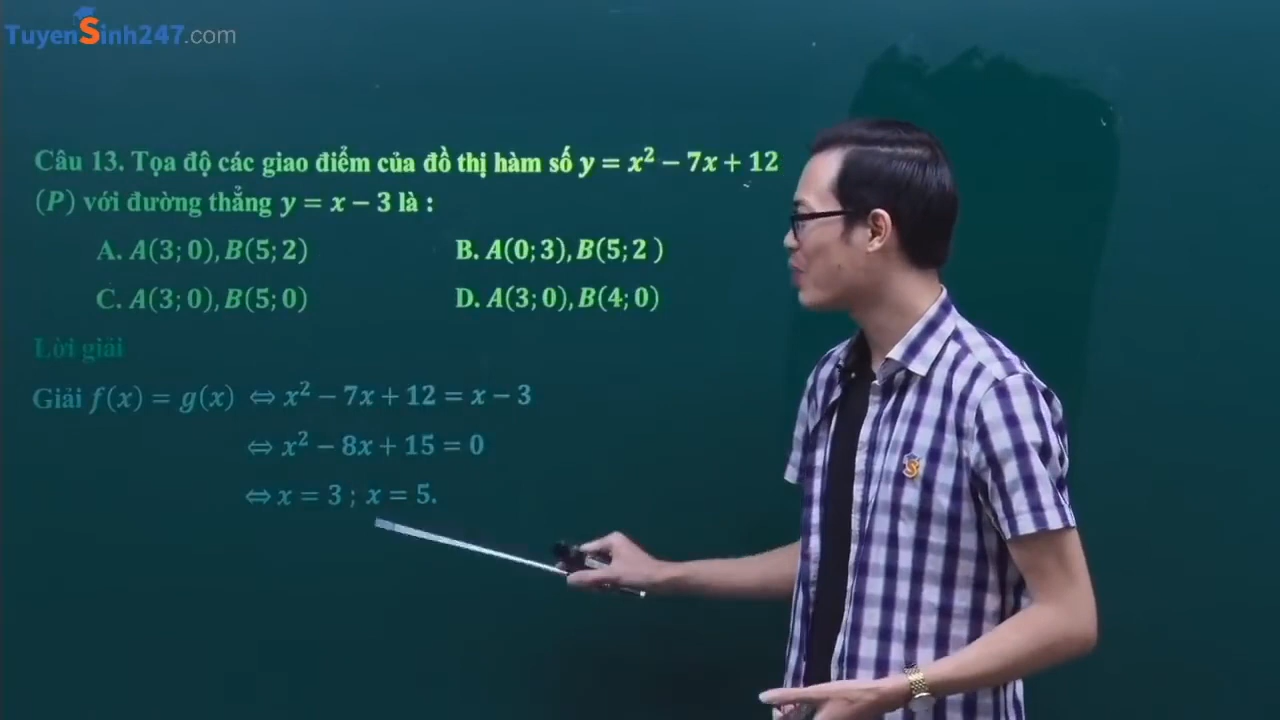 TuyenSinh247.com
Câu 13. Tọa độ các giao điểm của đồ thị hàm số y = x² − 7x + 12
(P) với đường thẳng y = x − 3 là :
A. A(3; 0), B(5; 2) B. A(0; 3), B(5; 2 )
C. A(3; 0), B(5; 0) D. A(3; 0), B(4; 0)
Lời giải
Giải f(x) = g(x) ⇔ x² − 7x + 12 = x − 3
⇔ x² − 8x + 15 = 0
⇔ x = 3 ; x = 5.
S